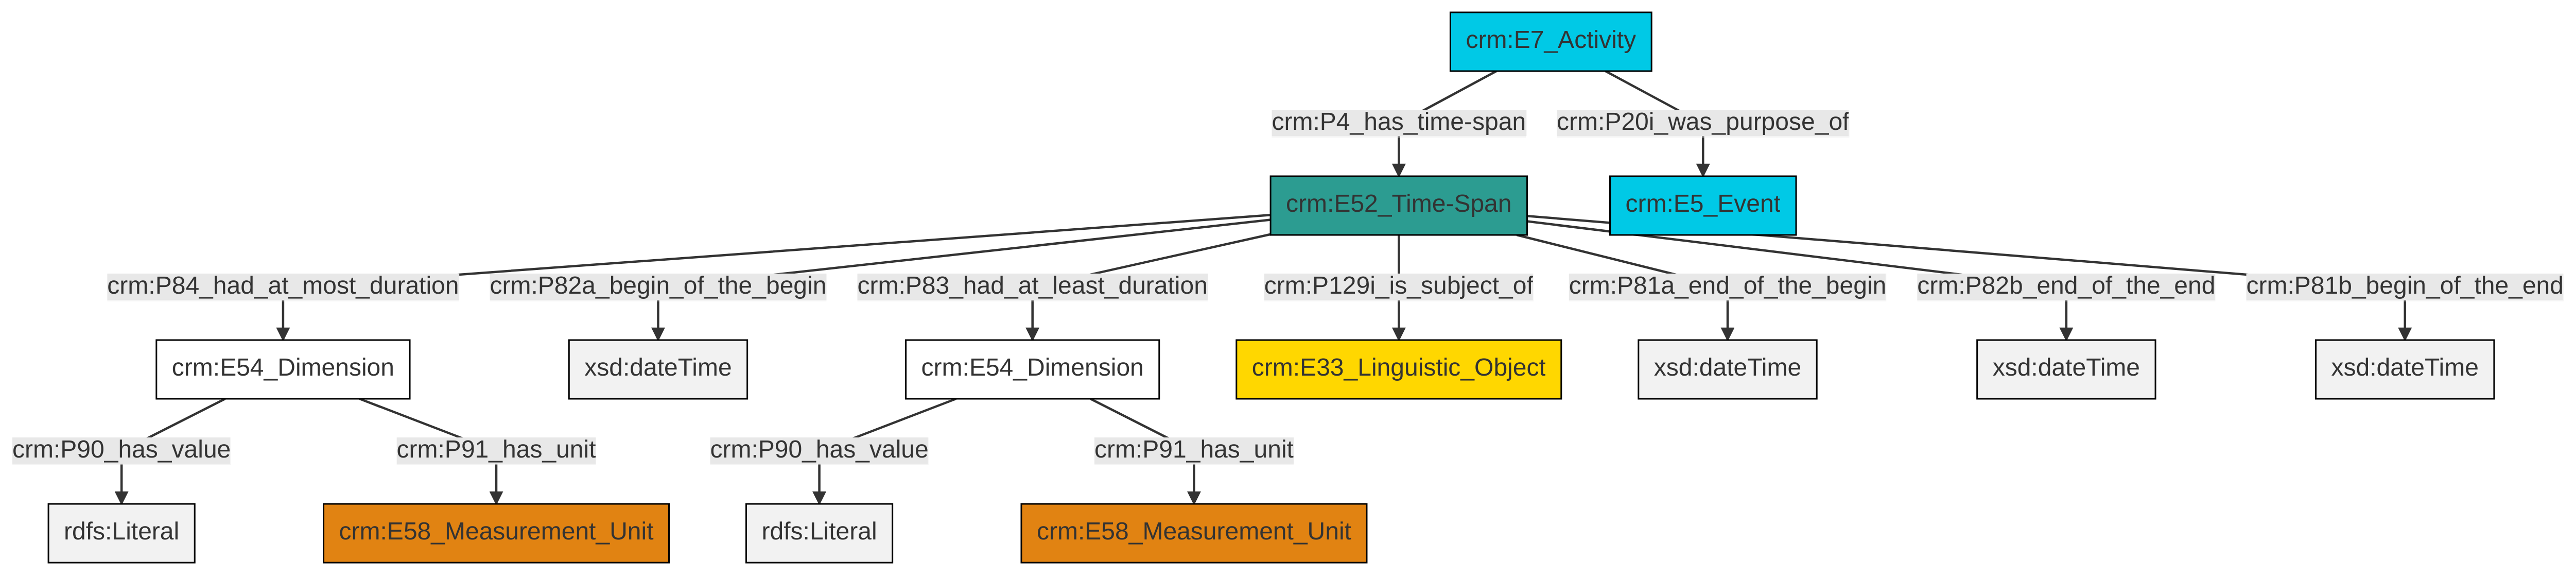 crm:E7_Activity
crm:P4_has_time-span
crm:P20i_was_purpose_of
crm:E52_Time-Span
crm:E5_Event
crm:P84_had_at_most_duration
crm:P82a_begin_of_the_begin
crm:P83_had_at_least_duration
crm:P129i_is_subject_of
crm:P81a_end_of_the_begin
crm:P82b_end_of_the_end
crm:P81b_begin_of_the_end
crm:E54_Dimension
xsd:dateTime
crm:E54_Dimension
crm:E33_Linguistic_Object
xsd:dateTime
xsd:dateTime
xsd:dateTime
crm:P90_has_value
crm:P91_has_unit
crm:P90_has_value
crm:P91_has_unit
rdfs:Literal
crm:E58_Measurement_Unit
rdfs:Literal
crm:E58_Measurement_Unit